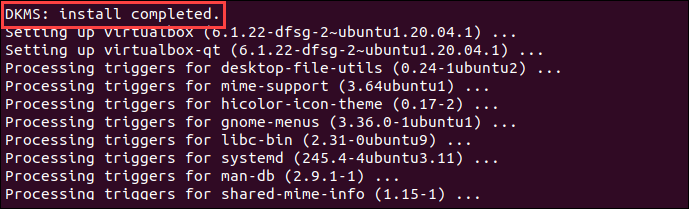 DKMS: install completed.
Setting up virtualbox (6.1.22-dfsg-2~ubuntu1.20.04.1) ...
Setting up virtualbox-qt (6.1.22-dfsg-2~ubuntu1.20.04.1) ...
Processing triggers for desktop-file-utils (0.24-1ubuntu2) ...
Processing triggers for mime-support (3.64ubuntu1) ...
Processing triggers for hicolor-icon-theme (0.17-2) ...
Processing triggers for gnome-menus (3.36.0-1ubuntu1) ...
Processing triggers for libc-bin (2.31-0ubuntu9) ...
Processing triggers for systemd (245.4-4ubuntu3.11) ...
Processing triggers for man-db (2.9.1-1) ...
Processing triggers for shared-mime-info (1.15-1) ...